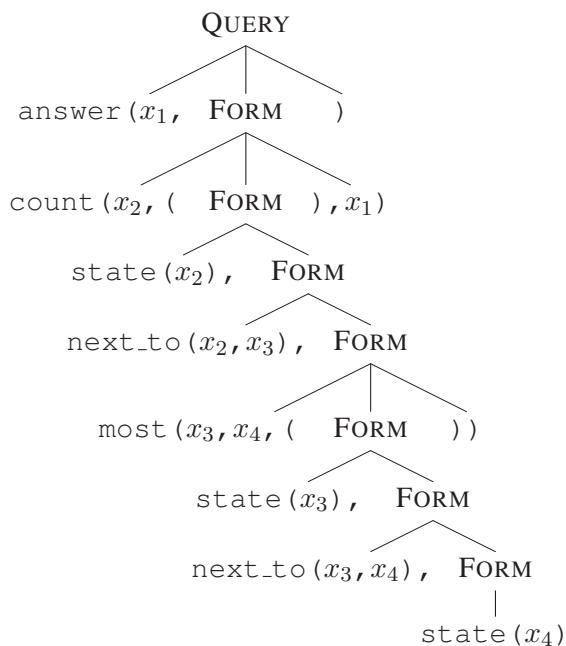 QUERY
answer(x₁, FORM )
count(x₂,( FORM ),x₁)
state(x₂), FORM
next_to(x₂,x₃), FORM
most(x₃,x₄,( FORM ))
state(x₃), FORM
next_to(x₃,x₄), FORM
state(x₄)